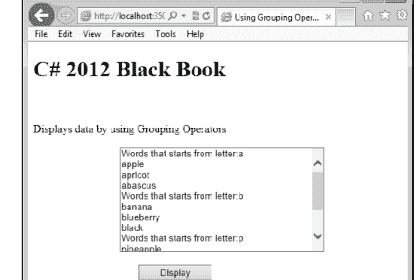 http://localhost:35
Using Grouping Oper...
File Edit View Favorites Tools Help
C# 2012 Black Book
Displays data by using Grouping Operators
Words that starts from letter:a
apple
apricot
abascus
Words that starts from letter:b
banana
blueberry
black
Words that starts from letter:p
pineapple
Display